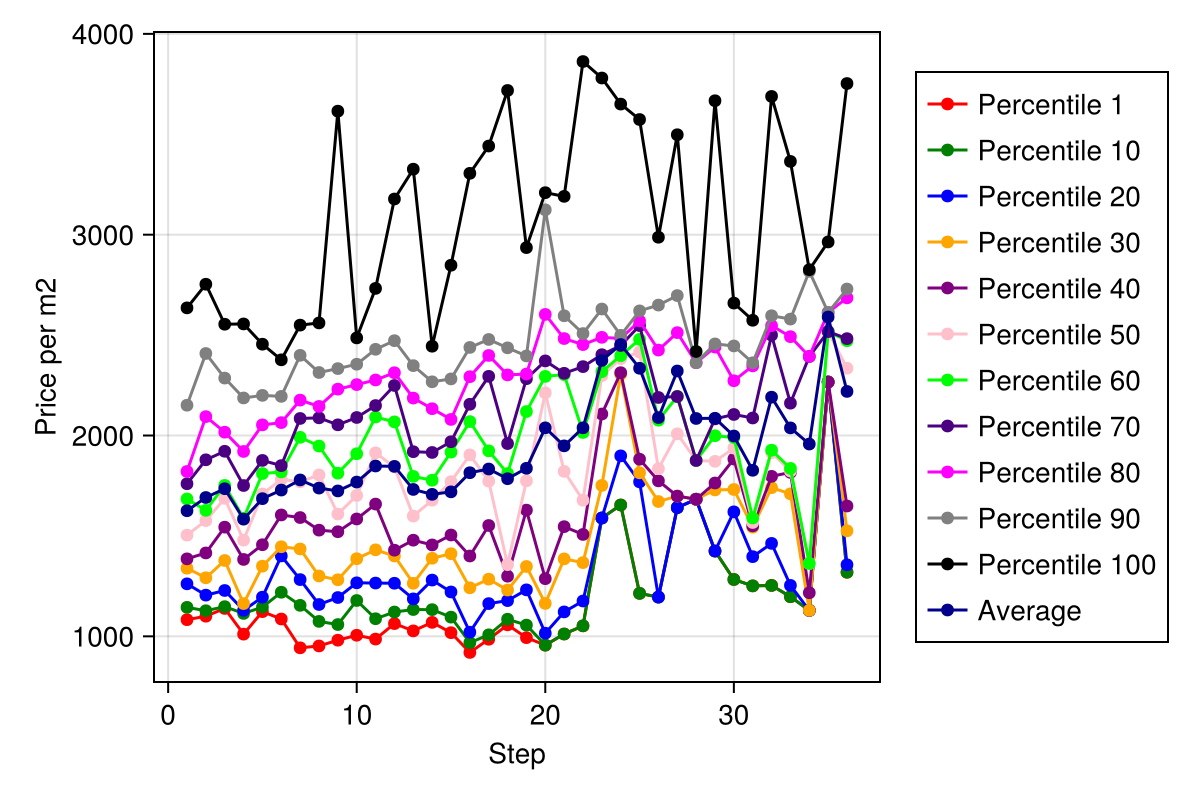 4000
3000
2000
1000
Price per m2
0 10 20 30
Step
Percentile 1
Percentile 10
Percentile 20
Percentile 30
Percentile 40
Percentile 50
Percentile 60
Percentile 70
Percentile 80
Percentile 90
Percentile 100
Average